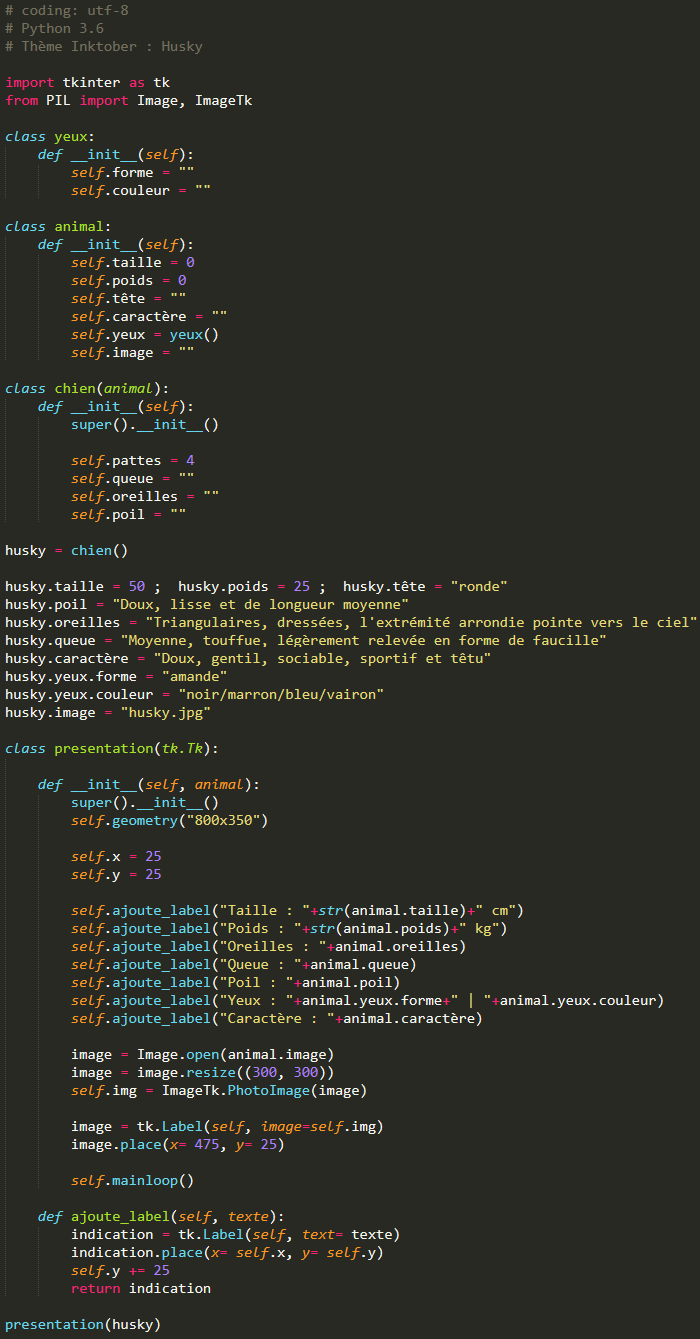 # coding: utf-8
# Python 3.6
# Thème Inktober : Husky
import tkinter as tk
from PIL import Image, ImageTk
class yeux:
def __init__(self):
self.forme = ""
self.couleur = ""
class animal:
def __init__(self):
self.taille = 0
self.poids = 0
self.tête = ""
self.caractère = ""
self.yeux = yeux()
self.image = ""
class chien(animal):
def __init__(self):
super().__init__()
self.pattes = 4
self.queue = ""
self.oreilles = ""
self.poil = ""
husky = chien()
husky.taille = 50 ;  husky.poids = 25 ;  husky.tête = "ronde"
husky.poil = "Doux, lisse et de longueur moyenne"
husky.oreilles = "Triangulaires, dressées, l'extrémité arrondie pointe vers le ciel"
husky.queue = "Moyenne, touffue, légèrement relevée en forme de faucille"
husky.caractère = "Doux, gentil, sociable, sportif et têtu"
husky.yeux.forme = "amande"
husky.yeux.couleur = "noir/marron/bleu/vairon"
husky.image = "husky.jpg"
class presentation(tk.Tk):
def __init__(self, animal):
super().__init__()
self.geometry("800x350")
self.x = 25
self.y = 25
self.ajoute_label("Taille : "+str(animal.taille)+" cm")
self.ajoute_label("Poids : "+str(animal.poids)+" kg")
self.ajoute_label("Oreilles : "+animal.oreilles)
self.ajoute_label("Queue : "+animal.queue)
self.ajoute_label("Poil : "+animal.poil)
self.ajoute_label("Yeux : "+animal.yeux.forme+" | "+animal.yeux.couleur)
self.ajoute_label("Caractère : "+animal.caractère)
image = Image.open(animal.image)
image = image.resize((300, 300))
self.img = ImageTk.PhotoImage(image)
image = tk.Label(self, image=self.img)
image.place(x= 475, y= 25)
self.mainloop()
def ajoute_label(self, texte):
indication = tk.Label(self, text= texte)
indication.place(x= self.x, y= self.y)
self.y += 25
return indication
presentation(husky)